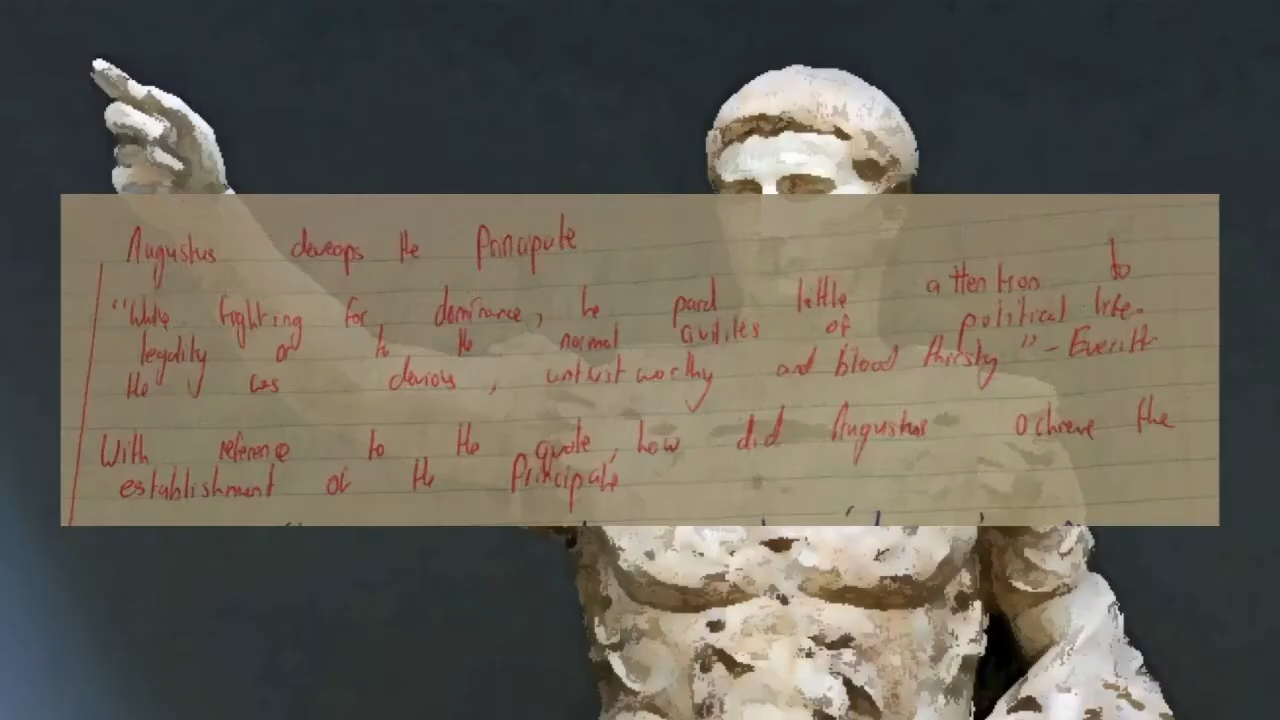 Augustus deveops the Principate
"While fighting for dominance, he paid little attention to
legality or to the normal civilites of political life.
He was devious, untrustworthy and blood thirsty" - Everitt
With reference to the quote, how did Augustus achieve the
establishment of the Principate